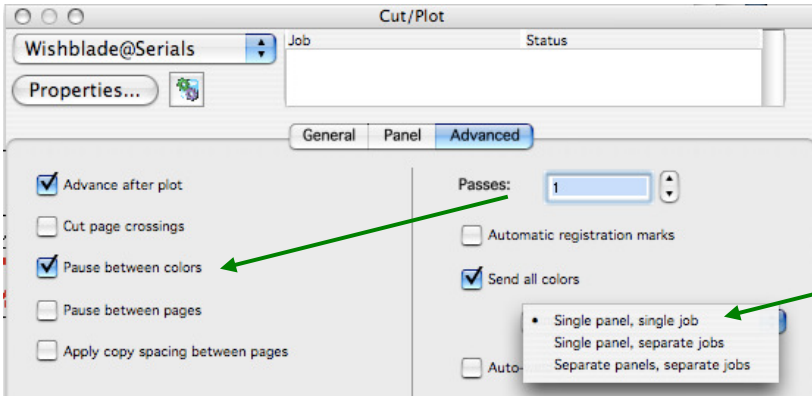 Cut/Plot
Wishblade@Serials
Job Status
Properties...
General Panel Advanced
Advance after plot
Passes: 1
Cut page crossings
Automatic registration marks
Pause between colors
Send all colors
Pause between pages
Single panel, single job
Single panel, separate jobs
Apply copy spacing between pages
Separate panels, separate jobs
Auto-